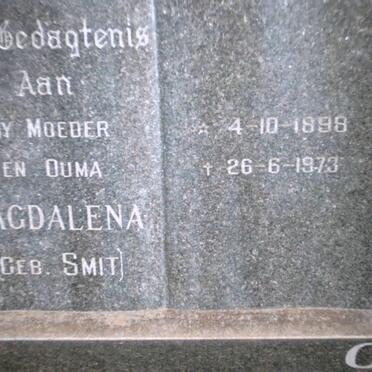 Gedagtenis
Aan
y Moeder
en Ouma
agdalena
(Geb. Smit)
☆ 4-10-1898
† 26-6-1973